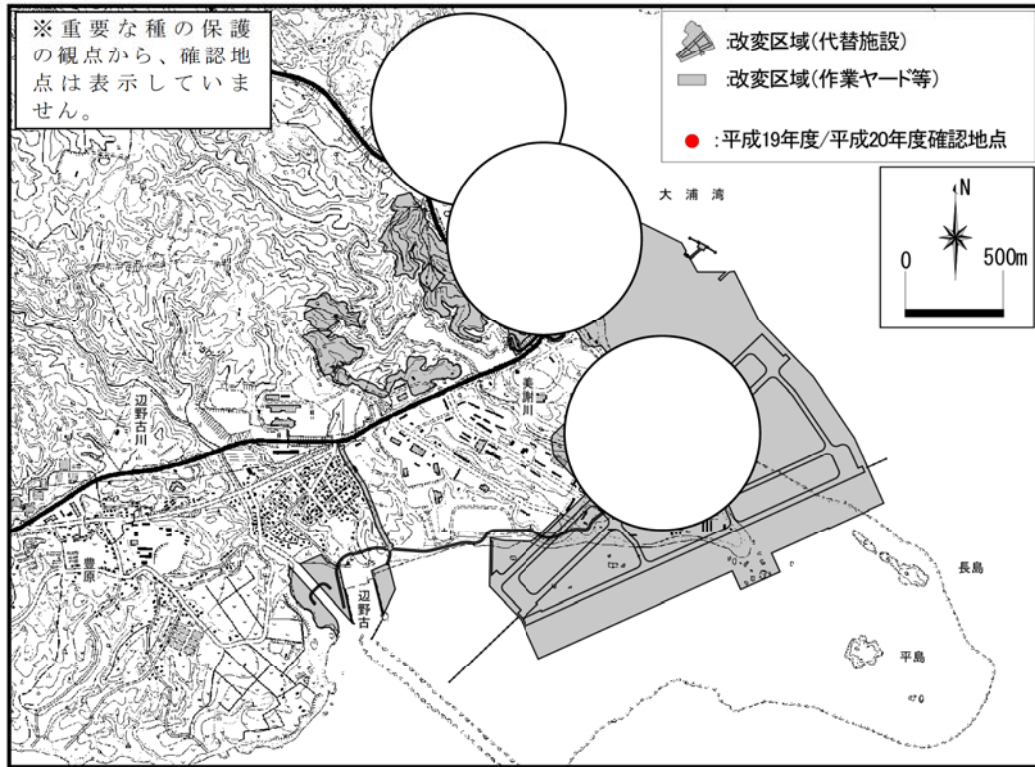 ※重要な種の保護
の観点から、確認地
点は表示していま
せん。
:改変区域(代替施設)
:改変区域(作業ヤード等)
:平成19年度/平成20年度確認地点
大浦湾
N
0 500m
美謝川
辺野古川
豊原
辺野古
長島
平島